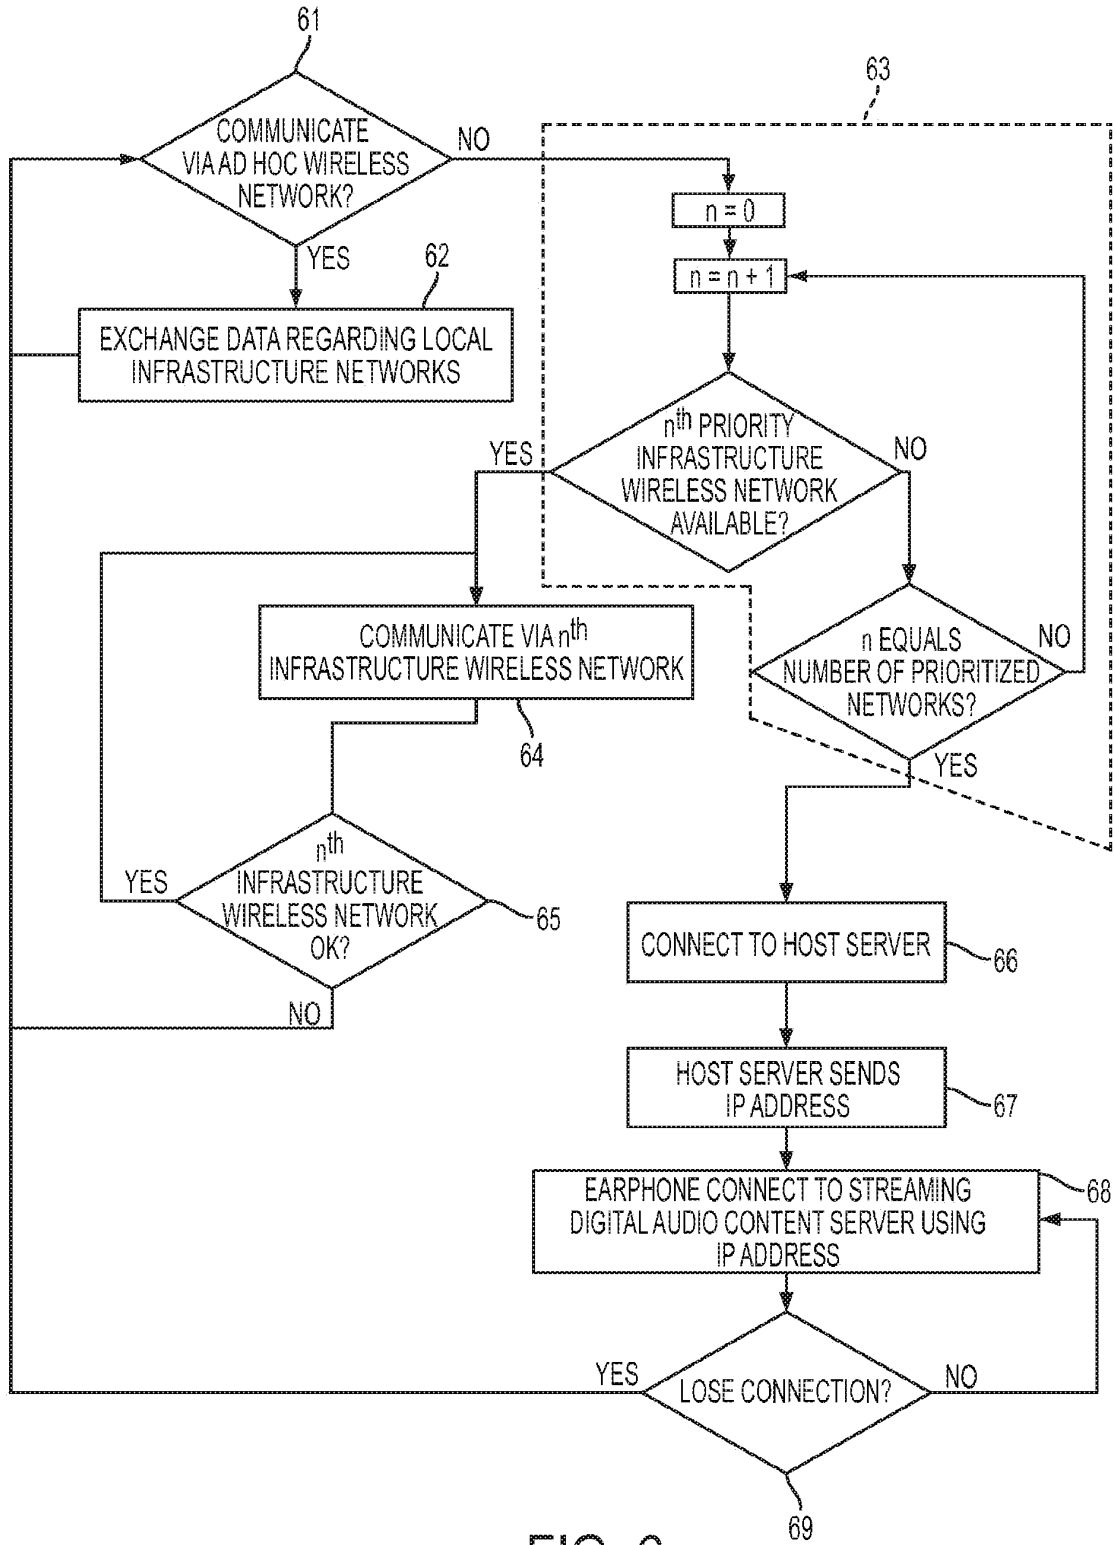 61
COMMUNICATE
VIA AD HOC WIRELESS
NETWORK?
NO
YES
62
EXCHANGE DATA REGARDING LOCAL
INFRASTRUCTURE NETWORKS
63
n = 0
n = n + 1
nth PRIORITY
INFRASTRUCTURE
WIRELESS NETWORK
AVAILABLE?
YES
NO
n EQUALS
NUMBER OF PRIORITIZED
NETWORKS?
NO
YES
COMMUNICATE VIA nth
INFRASTRUCTURE WIRELESS NETWORK
64
nth
INFRASTRUCTURE
WIRELESS NETWORK
OK?
YES
65
NO
CONNECT TO HOST SERVER
66
HOST SERVER SENDS
IP ADDRESS
67
EARPHONE CONNECT TO STREAMING
DIGITAL AUDIO CONTENT SERVER USING
IP ADDRESS
68
LOSE CONNECTION?
YES
NO
69